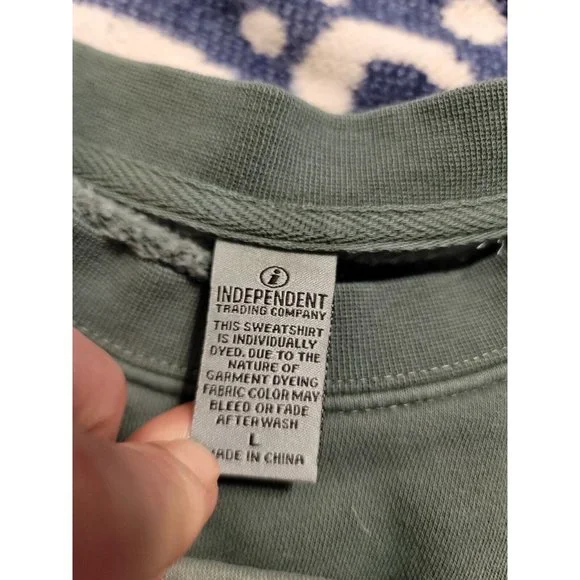 i
INDEPENDENT
TRADING COMPANY
THIS SWEATSHIRT
IS INDIVIDUALLY
DYED. DUE TO THE
NATURE OF
GARMENT DYEING
FABRIC COLOR MAY
BLEED OR FADE
AFTER WASH
L
MADE IN CHINA